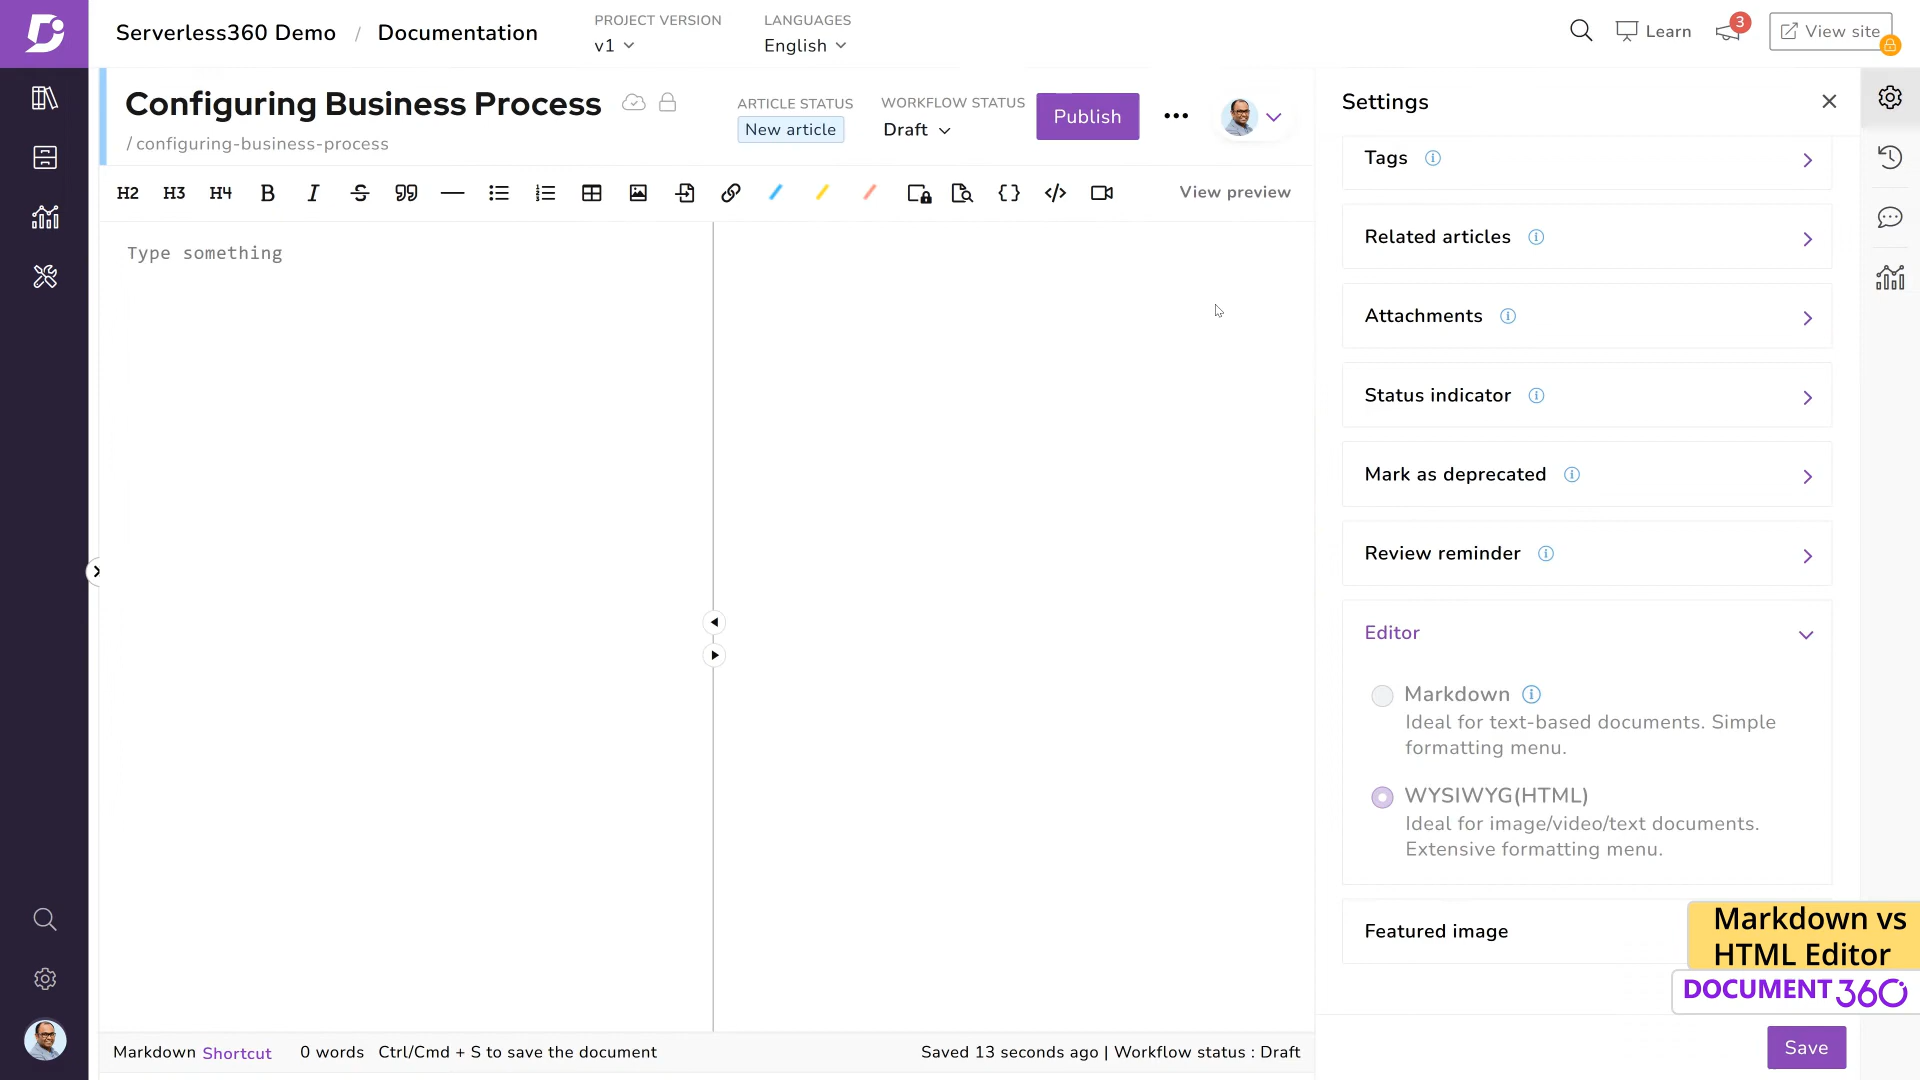 Serverless360 Demo / Documentation
PROJECT VERSION
v1
LANGUAGES
English
Learn
3
View site
Configuring Business Process
/ configuring-business-process
ARTICLE STATUS
New article
WORKFLOW STATUS
Draft
Publish
H2 H3 H4 B I
View preview
Type something
Settings
Tags
Related articles
Attachments
Status indicator
Mark as deprecated
Review reminder
Editor
Markdown
Ideal for text-based documents. Simple
formatting menu.
WYSIWYG(HTML)
Ideal for image/video/text documents.
Extensive formatting menu.
Featured image
Markdown vs
HTML Editor
DOCUMENT360
Save
Markdown Shortcut 0 words Ctrl/Cmd + S to save the document
Saved 13 seconds ago | Workflow status : Draft